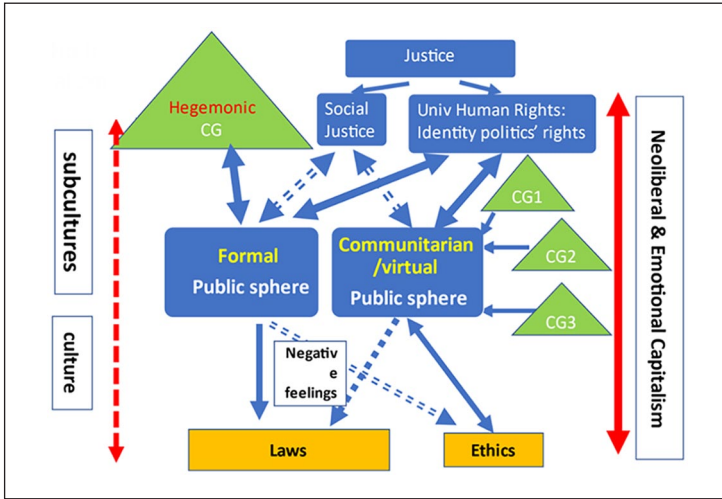 Justice
Hegemonic
CG
Social
Justice
Univ Human Rights:
Identity politics' rights
subcultures
culture
Neoliberal & Emotional Capitalism
CG1
CG2
CG3
Formal
Public sphere
Communitarian
/virtual
Public sphere
Negativ
e
feelings
Laws
Ethics